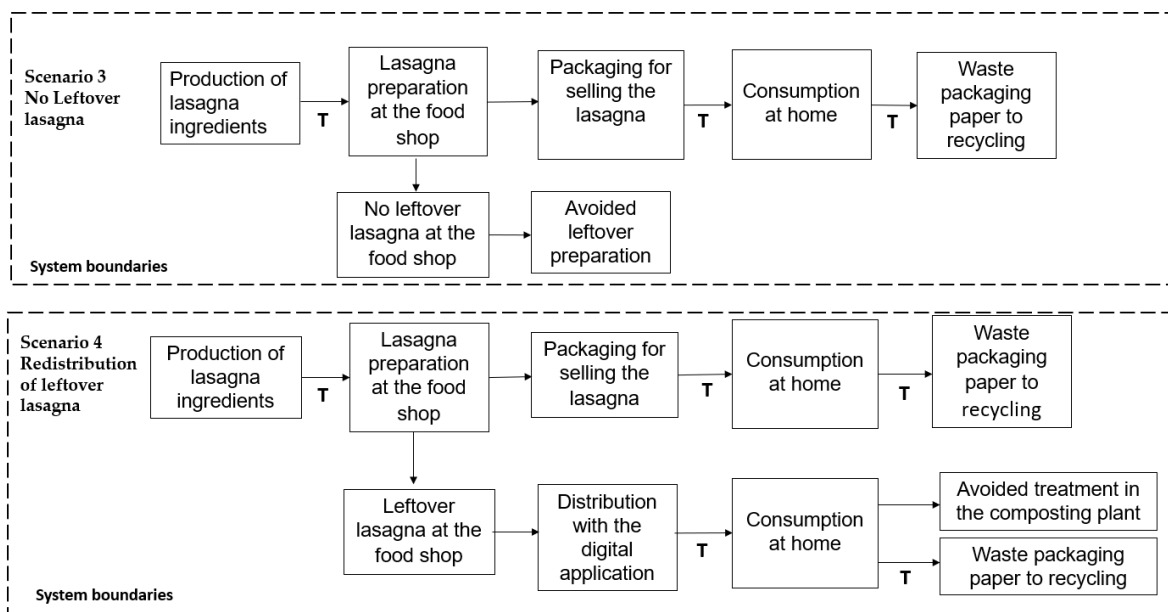 Scenario 3
No Leftover
lasagna
Production of
lasagna
ingredients
T
Lasagna
preparation
at the food
shop
Packaging for
selling the
lasagna
T
Consumption
at home
T
Waste
packaging
paper to
recycling
No leftover
lasagna at the
food shop
Avoided
leftover
preparation
System boundaries
Scenario 4
Redistribution
of leftover
lasagna
Production of
lasagna
ingredients
T
Lasagna
preparation
at the food
shop
Packaging for
selling the
lasagna
T
Consumption
at home
T
Waste
packaging
paper to
recycling
Leftover
lasagna at the
food shop
Distribution
with the
digital
application
T
Consumption
at home
Avoided treatment in
the composting plant
T
Waste packaging
paper to recycling
System boundaries